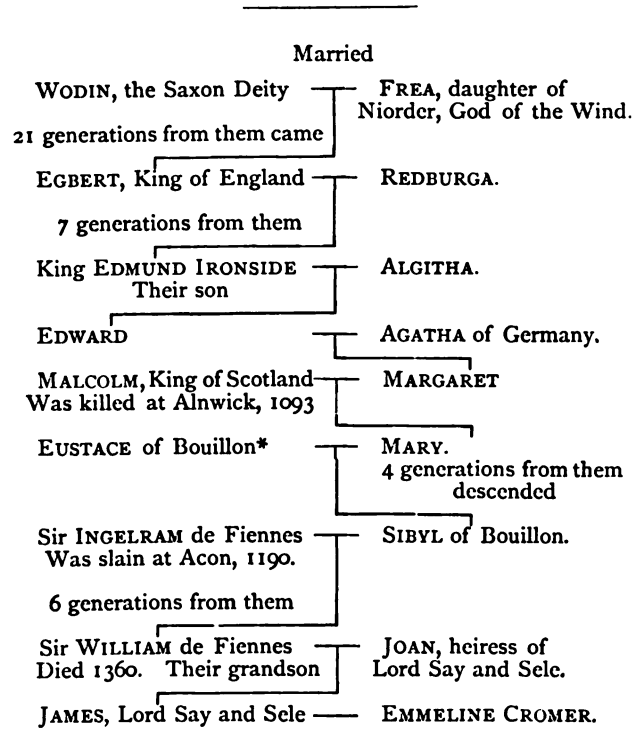 Married
WODIN, the Saxon Deity FREA, daughter of
Niorder, God of the Wind.
21 generations from them came
EGBERT, King of England REDBURGA.
7 generations from them
King EDMUND IRONSIDE ALGITHA.
Their son
EDWARD AGATHA of Germany.
MALCOLM, King of Scotland MARGARET
Was killed at Alnwick, 1093
EUSTACE of Bouillon* MARY.
4 generations from them
descended
Sir INGELRAM de Fiennes SIBYL of Bouillon.
Was slain at Acon, 1190.
6 generations from them
Sir WILLIAM de Fiennes JOAN, heiress of
Died 1360. Their grandson Lord Say and Sele.
JAMES, Lord Say and Sele EMMELINE CROMER.